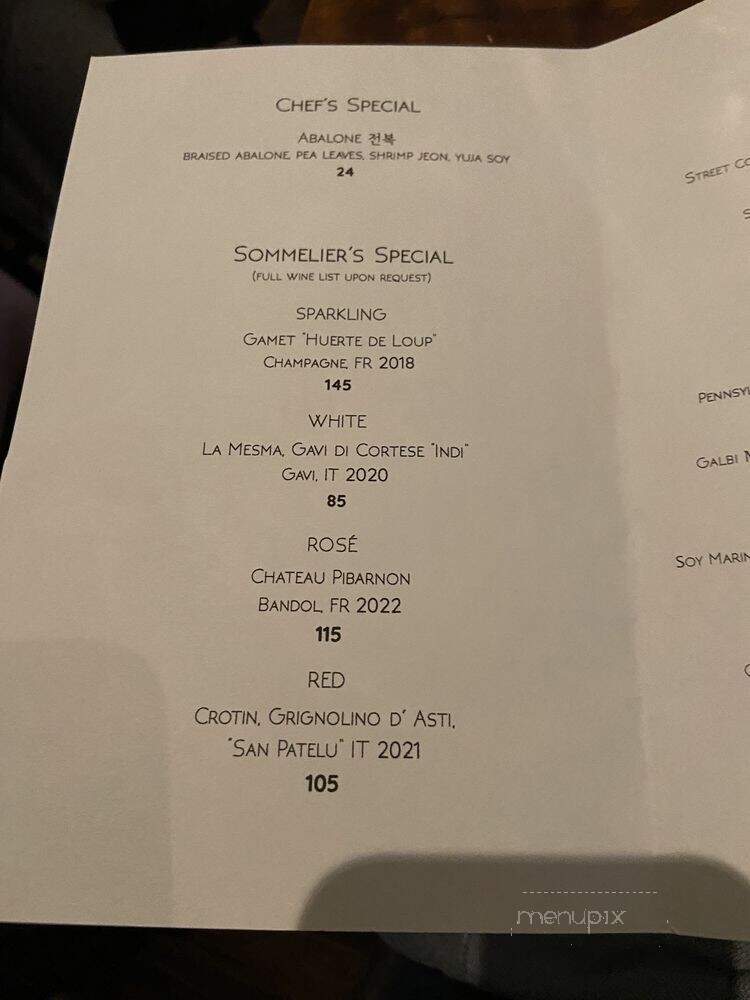 CHEF'S SPECIAL
ABALONE 전복
BRAISED ABALONE, PEA LEAVES, SHRIMP JEON, YUJA SOY
24
SOMMELIER'S SPECIAL
(FULL WINE LIST UPON REQUEST)
SPARKLING
GAMET "HUERTE DE LOUP"
CHAMPAGNE, FR 2018
145
WHITE
LA MESMA, GAVI DI CORTESE "INDI"
GAVI, IT 2020
85
ROSÉ
CHATEAU PIBARNON
BANDOL, FR 2022
115
RED
CROTIN, GRIGNOLINO D' ASTI,
"SAN PATELU" IT 2021
105
STREET
GALBI
SOY
menupix